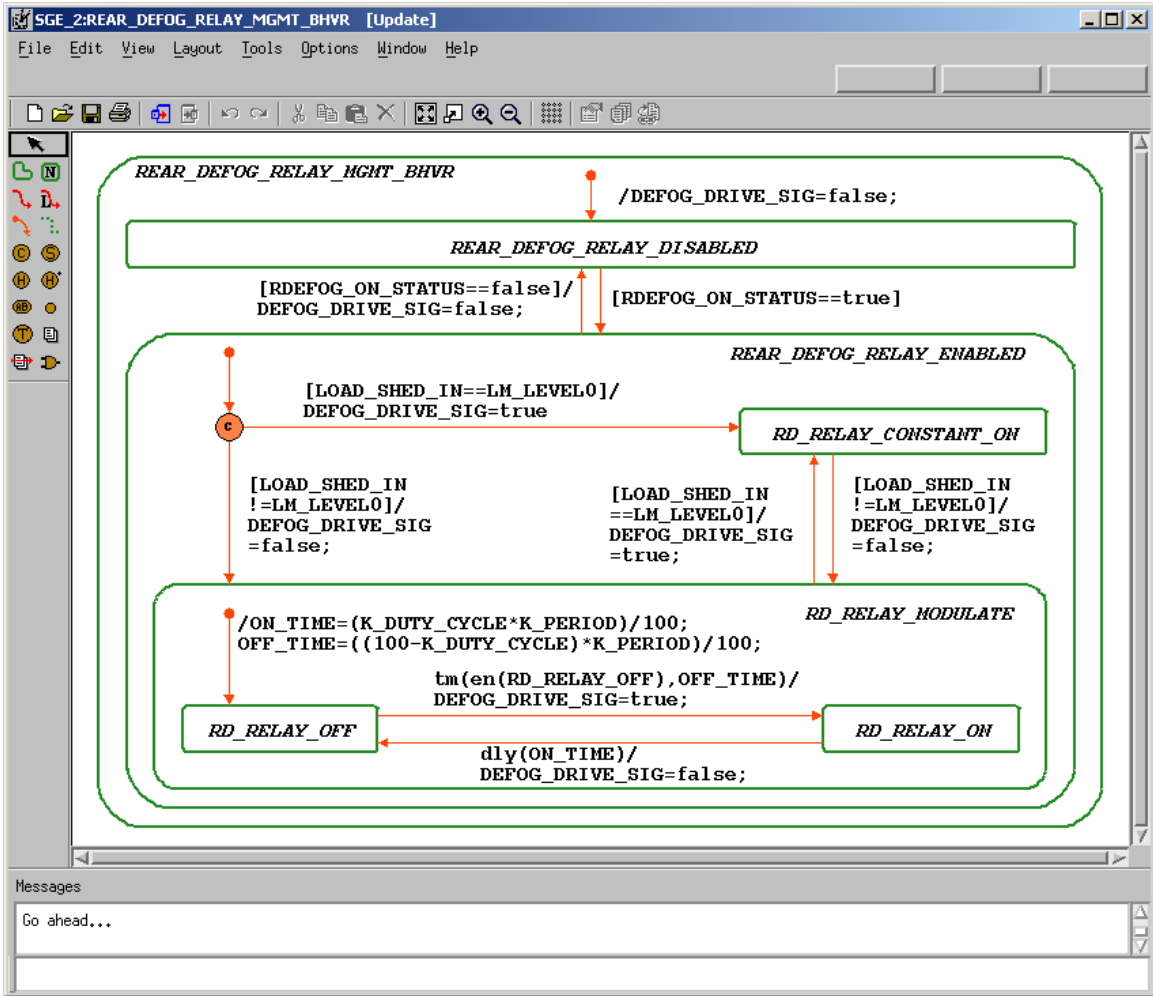 SGE_2:REAR_DEFOG_RELAY_MGMT_BHVR [Update]
File Edit View Layout Tools Options Window Help
N
D
C S
H H*
AB
T
REAR_DEFOG_RELAY_MGMT_BHVR
/DEFOG_DRIVE_SIG=false;
REAR_DEFOG_RELAY_DISABLED
[RDEFOG_ON_STATUS==false]/
DEFOG_DRIVE_SIG=false;
[RDEFOG_ON_STATUS==true]
REAR_DEFOG_RELAY_ENABLED
[LOAD_SHED_IN==LM_LEVEL0]/
DEFOG_DRIVE_SIG=true
C
RD_RELAY_CONSTANT_ON
[LOAD_SHED_IN
!=LM_LEVEL0]/
DEFOG_DRIVE_SIG
=false;
[LOAD_SHED_IN
==LM_LEVEL0]/
DEFOG_DRIVE_SIG
=true;
[LOAD_SHED_IN
!=LM_LEVEL0]/
DEFOG_DRIVE_SIG
=false;
RD_RELAY_MODULATE
/ON_TIME=(K_DUTY_CYCLE*K_PERIOD)/100;
OFF_TIME=((100-K_DUTY_CYCLE)*K_PERIOD)/100;
tm(en(RD_RELAY_OFF),OFF_TIME)/
DEFOG_DRIVE_SIG=true;
RD_RELAY_OFF
RD_RELAY_ON
dly(ON_TIME)/
DEFOG_DRIVE_SIG=false;
Messages
Go ahead...